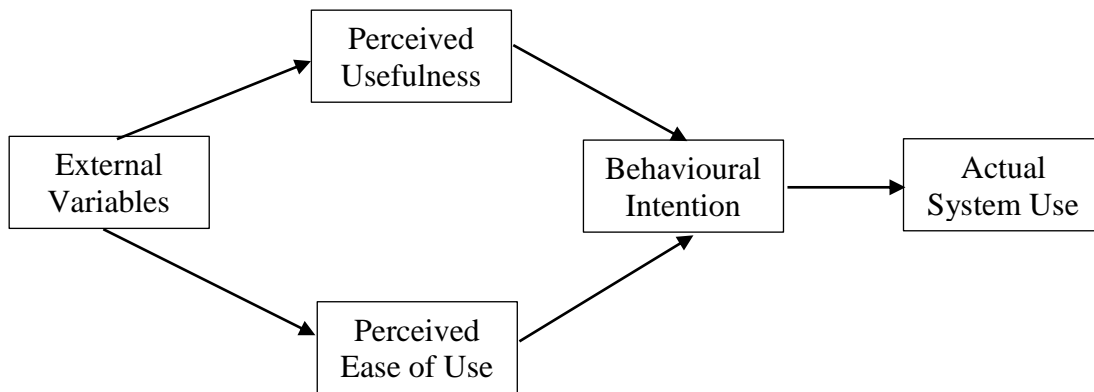 Perceived
Usefulness
External
Variables
Behavioural
Intention
Actual
System Use
Perceived
Ease of Use